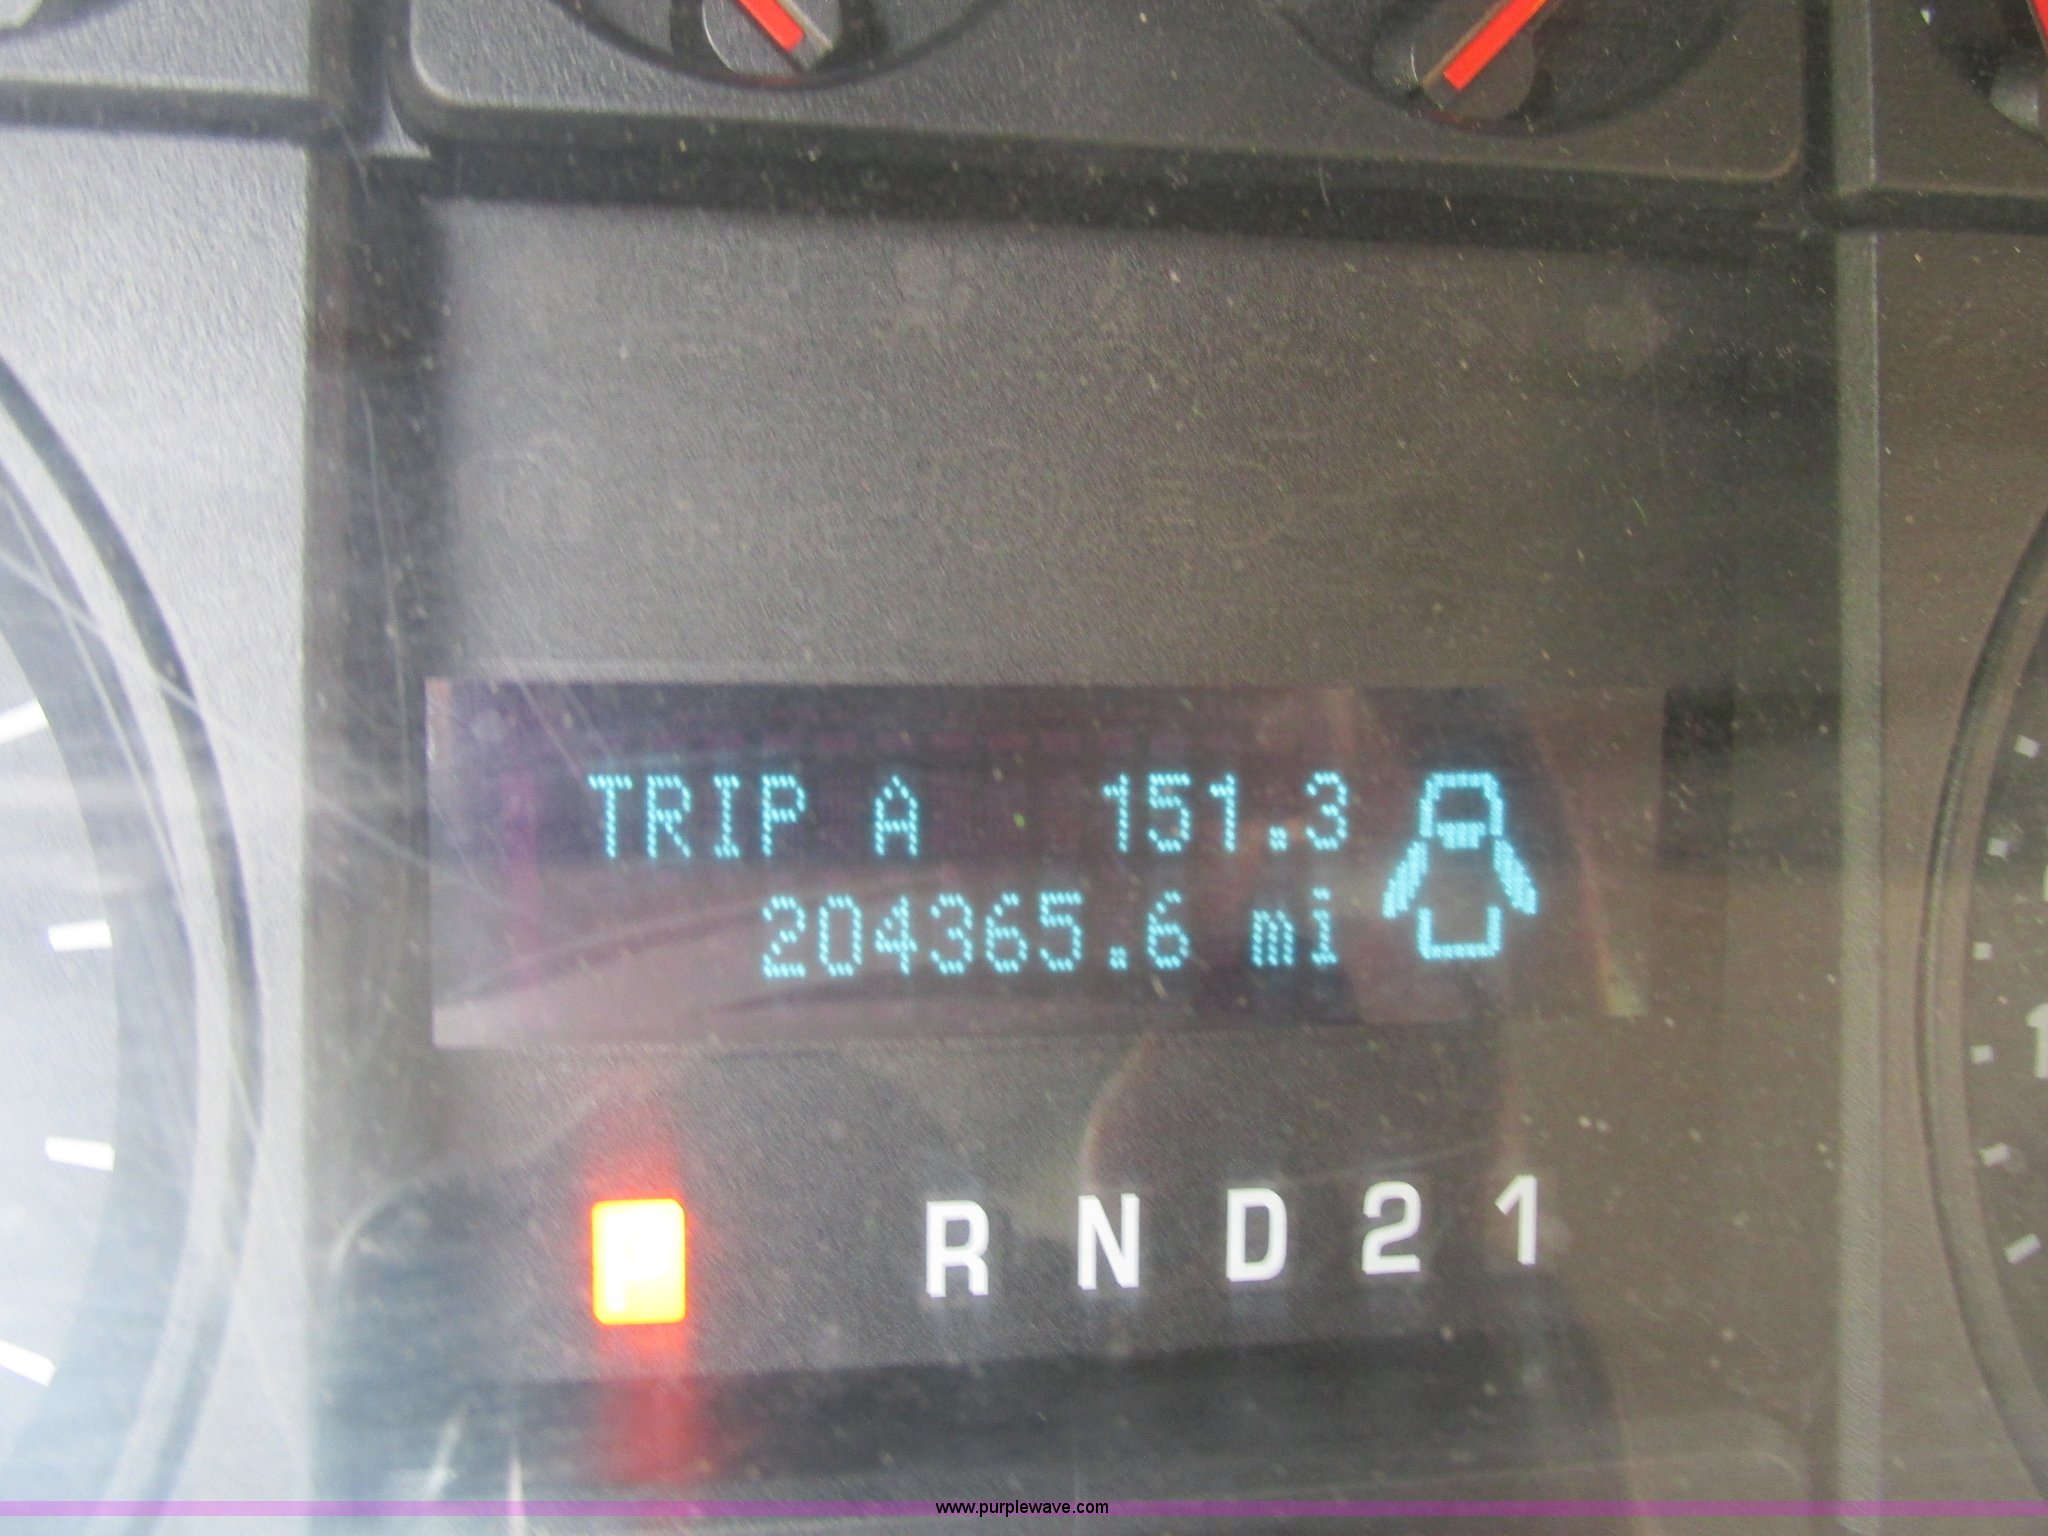 TRIP A 151.3
204365.6 mi
P R N D 2 1
www.purplewave.com